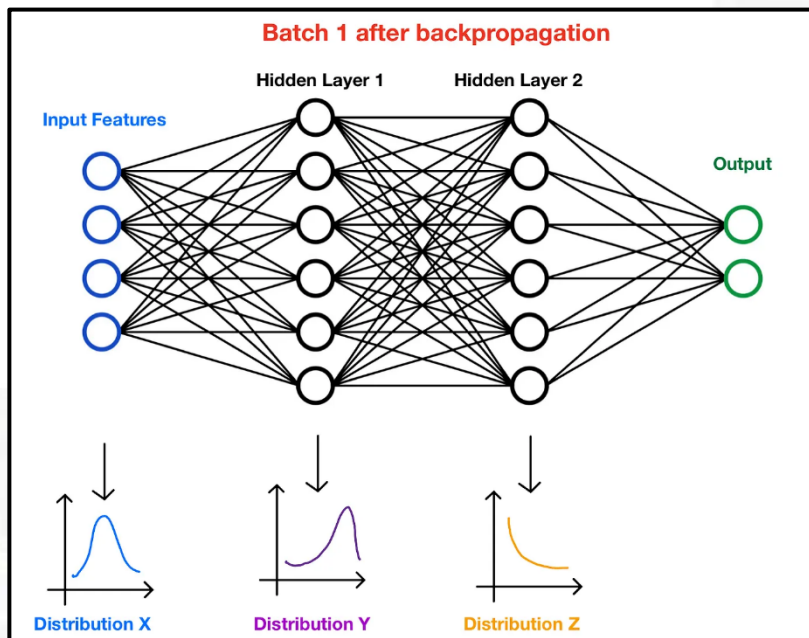 Batch 1 after backpropagation
Hidden Layer 1
Hidden Layer 2
Input Features
Output
Distribution X
Distribution Y
Distribution Z